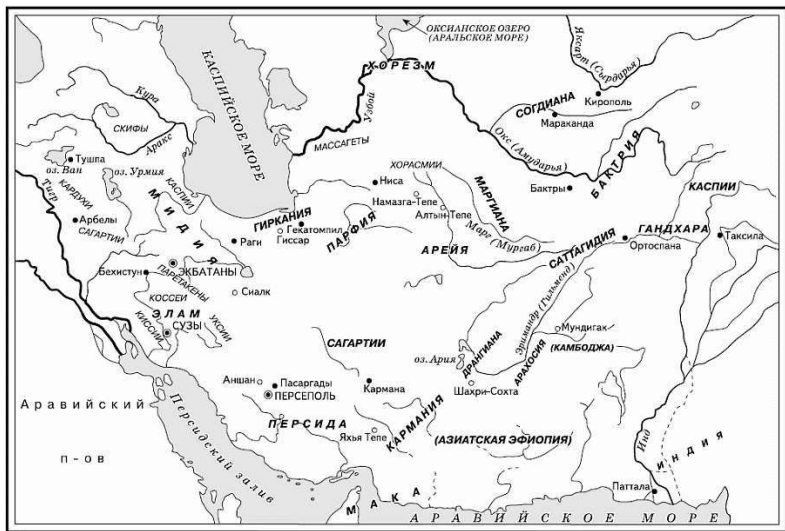 ОКСИАНСКОЕ ОЗЕРО
(АРАЛЬСКОЕ МОРЕ)
КАСПИЙСКОЕ МОРЕ
ХОРЕЗМ
Яксарт (Сырдарья)
Кура
Узбой
СОГДИАНА
Кирополь
СКИФЫ
Мараканда
Аракс
МАССАГЕТЫ
Окс (Амударья)
Тушпа
оз. Ван
оз. Урмия
ХОРАСМИИ
БАКТРИЯ
КАРДУХИ
КАСПИИ
Ниса
Бактры
КАСПИИ
Тигр
МИДИЯ
Намазга-Тепе
МАРГИАНА
Арбелы
ГИРКАНИЯ
Гекатомпил
Алтын-Тепе
САГАРТИИ
Гиссар
ПАРФИЯ
Марг (Мургаб)
ГАНДХАРА
Раги
АРЕЙЯ
САТТАГИДИЯ
Ортоспана
Таксила
Бехистун
ЭКБАТАНЫ
ПАРЕТАКЕНЫ
Сиалк
КОССЕИ
Эримандр (Гильменд)
ЭЛАМ
КИССИИ
СУЗЫ
УКСИИ
Мундигак
САГАРТИИ
оз. Ария
ДРАНГИАНА
АРАХОСИЯ
(КАМБОДЖА)
Аншан
Пасаргады
Кармана
Шахри-Сохта
ПЕРСЕПОЛЬ
Аравийский
п-ов
Персидский залив
ПЕРСИДА
Яхья Тепе
КАРМАНИЯ
(АЗИАТСКАЯ ЭФИОПИЯ)
Инд
ИНДИЯ
Паттала
МАКА
АРАВИЙСКОЕ МОРЕ